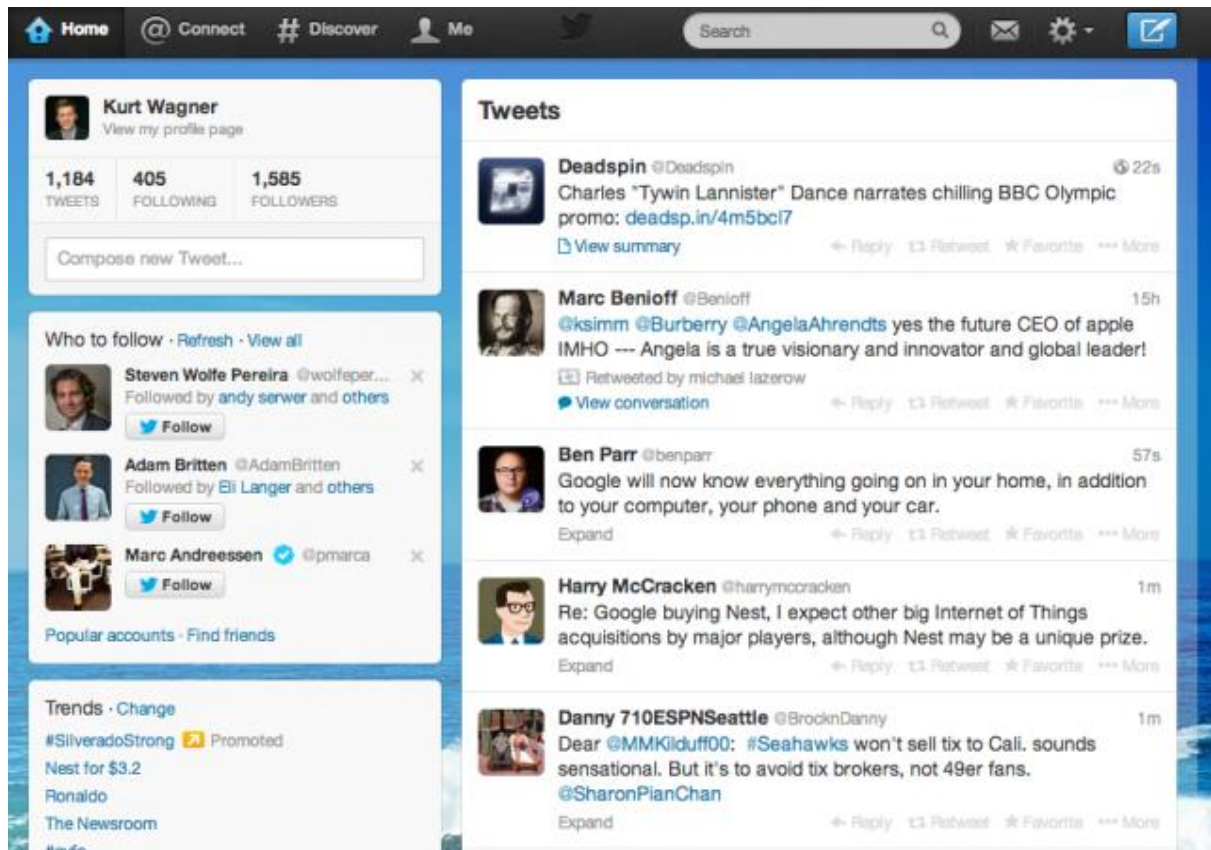 Home
Connect
Discover
Me
Search
Kurt Wagner
View my profile page
1,184 405 1,585
TWEETS FOLLOWING FOLLOWERS
Compose new Tweet...
Who to follow · Refresh · View all
Steven Wolfe Pereira @wolfeper...
Followed by andy serwer and others
Follow
Adam Britten @AdamBritten
Followed by Eli Langer and others
Follow
Marc Andreessen @pmarca
Follow
Popular accounts · Find friends
Trends · Change
#SilveradoStrong Promoted
Nest for $3.2
Ronaldo
The Newsroom
Tweets
Deadspin @Deadspin 22s
Charles "Tywin Lannister" Dance narrates chilling BBC Olympic
promo: deadsp.in/4m5bcl7
View summary Reply Retweet Favorite More
Marc Benioff @Benioff 15h
@ksimm @Burberry @AngelaAhrendts yes the future CEO of apple
IMHO --- Angela is a true visionary and innovator and global leader!
Retweeted by michael lazerow
View conversation Reply Retweet Favorite More
Ben Parr @benparr 57s
Google will now know everything going on in your home, in addition
to your computer, your phone and your car.
Expand Reply Retweet Favorite More
Harry McCracken @harrymccracken 1m
Re: Google buying Nest, I expect other big Internet of Things
acquisitions by major players, although Nest may be a unique prize.
Expand Reply Retweet Favorite More
Danny 710ESPNSeattle @BrocknDanny 1m
Dear @MMKilduff00: #Seahawks won't sell tix to Cali. sounds
sensational. But it's to avoid tix brokers, not 49er fans.
@SharonPianChan
Expand Reply Retweet Favorite More